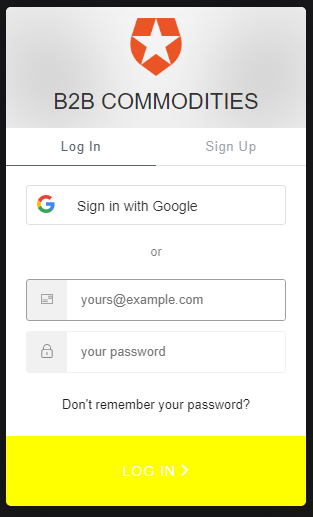 B2B COMMODITIES
Log In Sign Up
Sign in with Google
or
yours@example.com
your password
Don't remember your password?
LOG IN